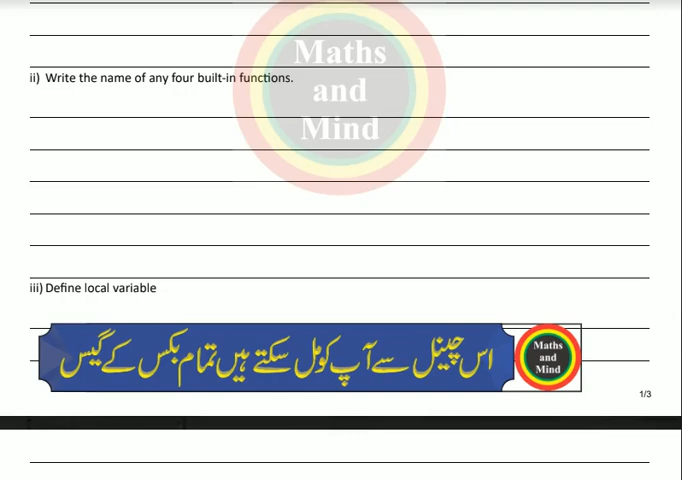 Maths
and
Mind
ii) Write the name of any four built-in functions.
iii) Define local variable
اس چینل سے آپ کو مل سکتے ہیں تمام بکس کے گیس
Maths
and
Mind
1/3